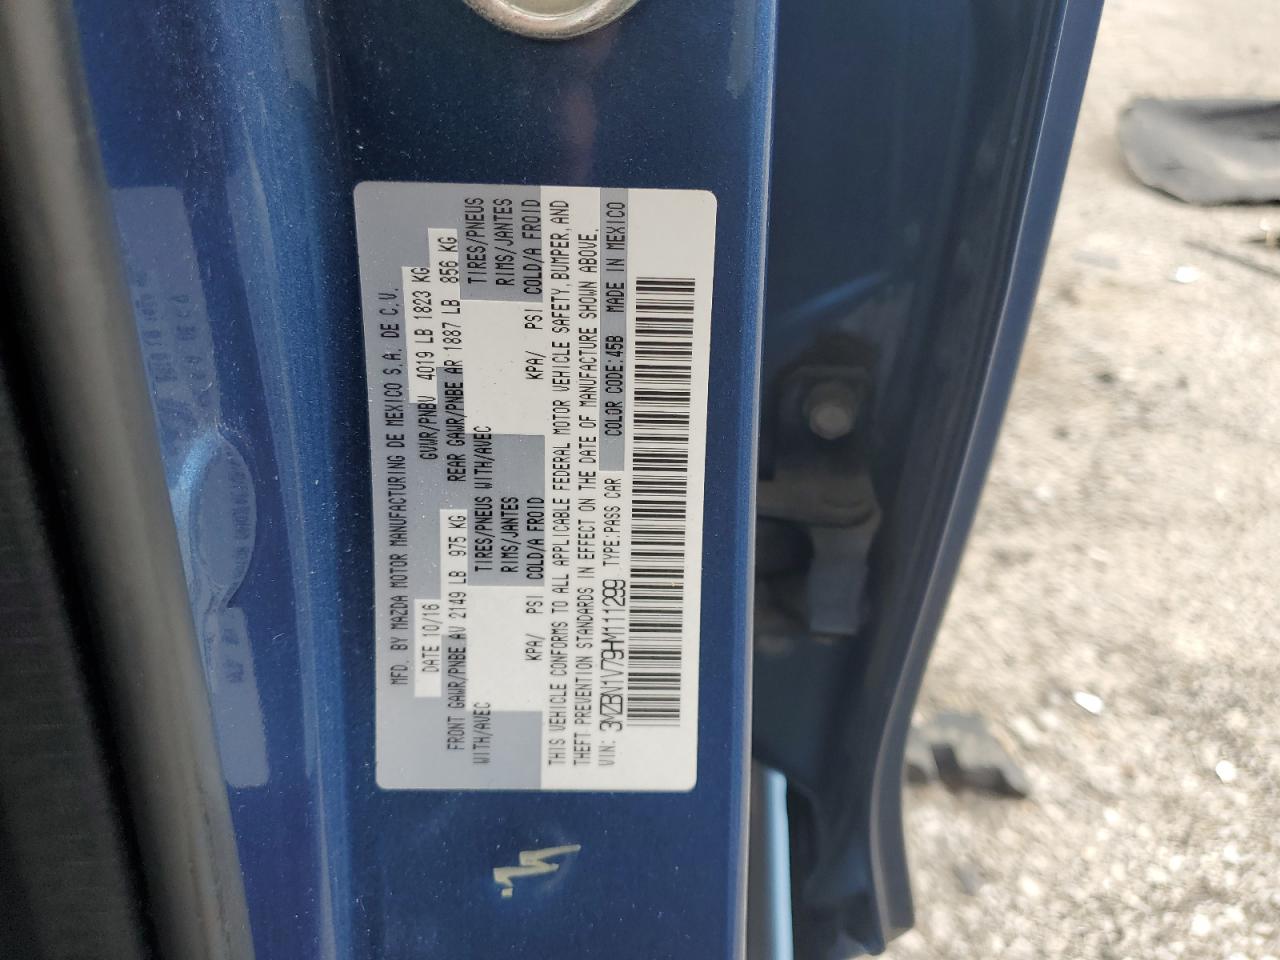 MFD. BY MAZDA MOTOR MANUFACTURING DE MEXICO S.A. DE C.V.
DATE 10/16 GVWR/PNBV 4019 LB 1823 KG
FRONT GAWR/PNBE AV 2149 LB 975 KG REAR GAWR/PNBE AR 1887 LB 856 KG
WITH/AVEC TIRES/PNEUS WITH/AVEC TIRES/PNEUS
RIMS/JANTES RIMS/JANTES
KPA/ PSI COLD/A FROID KPA/ PSI COLD/A FROID
THIS VEHICLE CONFORMS TO ALL APPLICABLE FEDERAL MOTOR VEHICLE SAFETY, BUMPER, AND
THEFT PREVENTION STANDARDS IN EFFECT ON THE DATE OF MANUFACTURE SHOWN ABOVE.
VIN: 3MZBN1V79HM111299 TYPE:PASS CAR COLOR CODE:45B MADE IN MEXICO